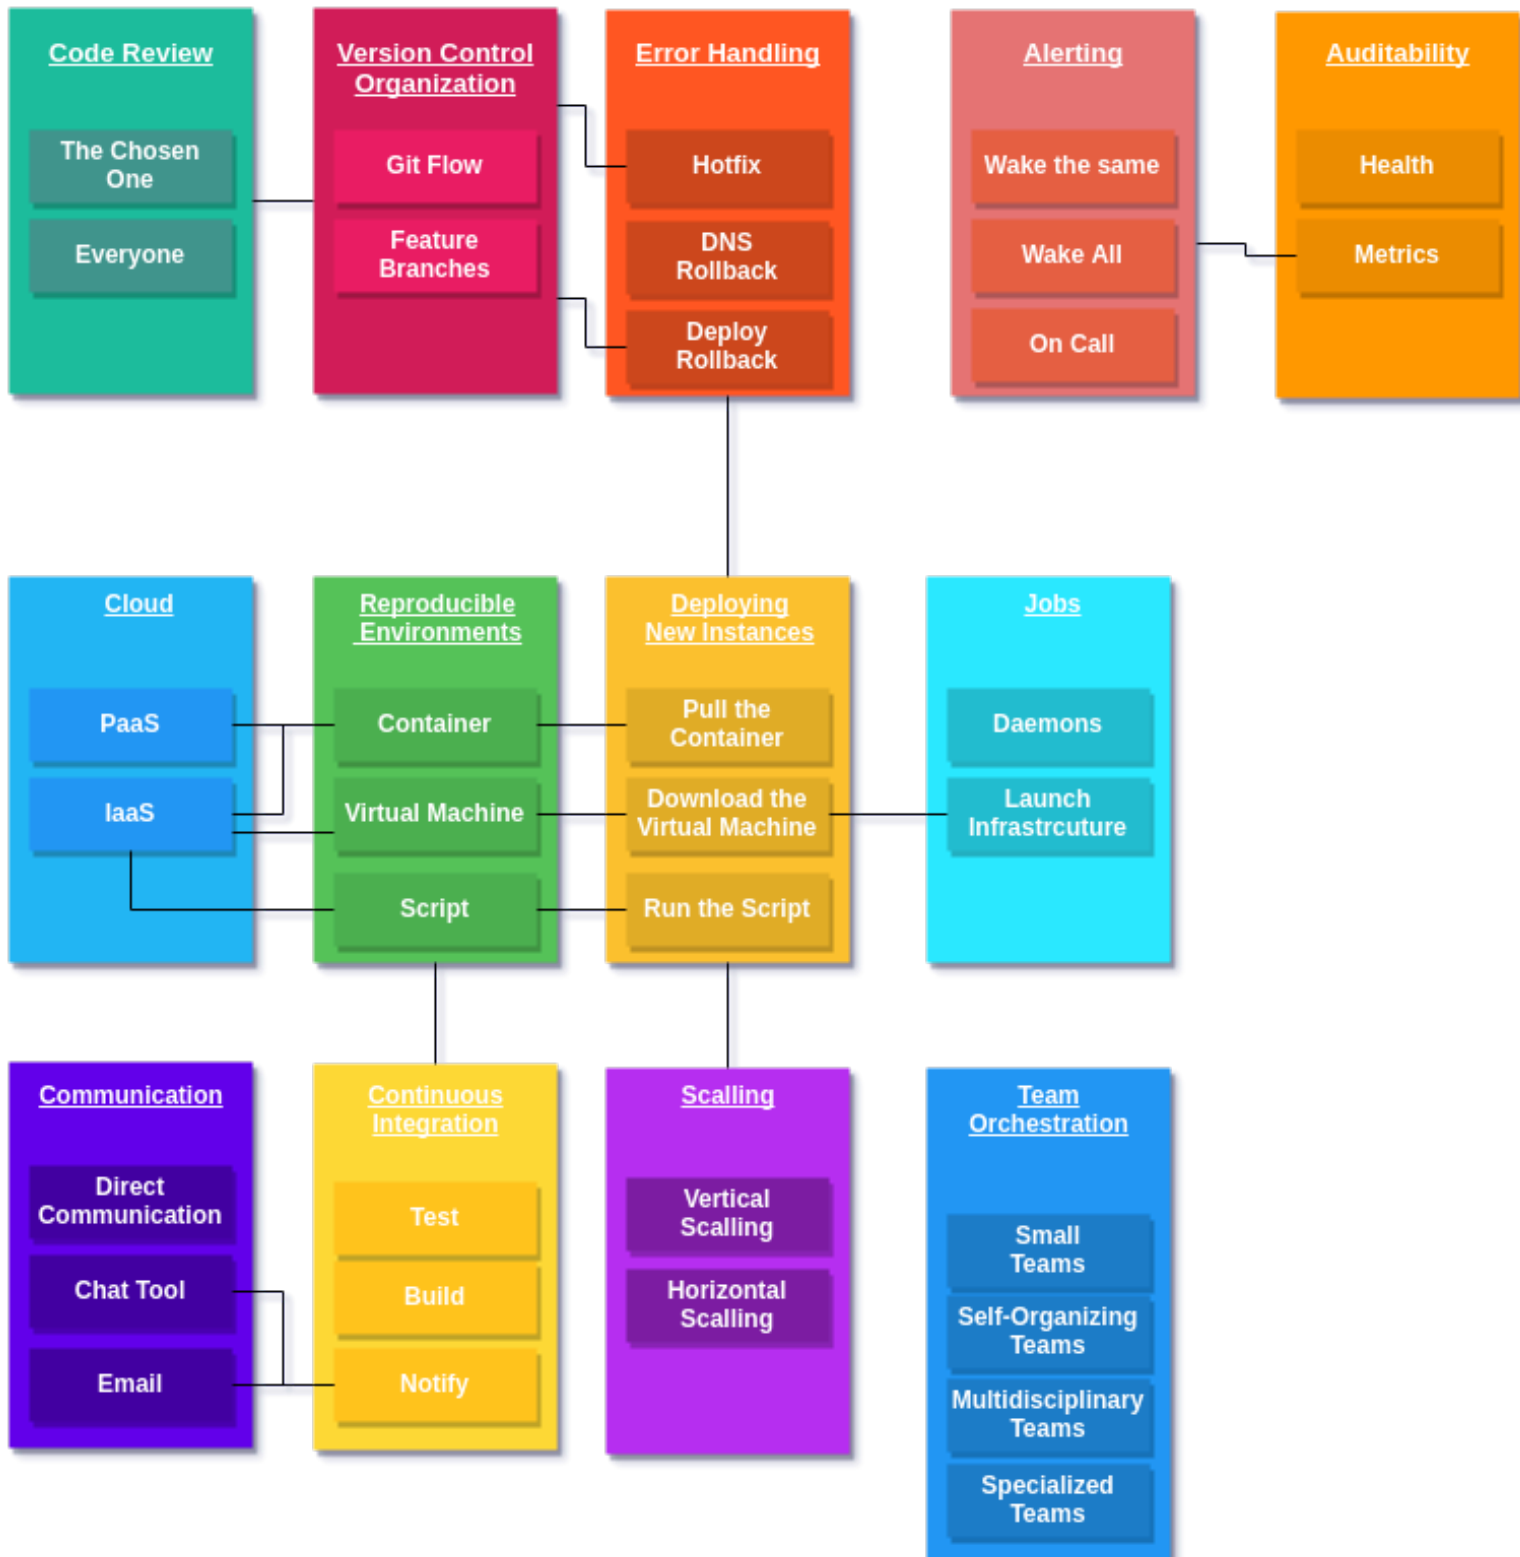 Code Review
The Chosen
One
Everyone
Version Control
Organization
Git Flow
Feature
Branches
Error Handling
Hotfix
DNS
Rollback
Deploy
Rollback
Alerting
Wake the same
Wake All
On Call
Auditability
Health
Metrics
Cloud
PaaS
IaaS
Reproducible
Environments
Container
Virtual Machine
Script
Deploying
New Instances
Pull the
Container
Download the
Virtual Machine
Run the Script
Jobs
Daemons
Launch
Infrastrcuture
Communication
Direct
Communication
Chat Tool
Email
Continuous
Integration
Test
Build
Notify
Scalling
Vertical
Scalling
Horizontal
Scalling
Team
Orchestration
Small
Teams
Self-Organizing
Teams
Multidisciplinary
Teams
Specialized
Teams